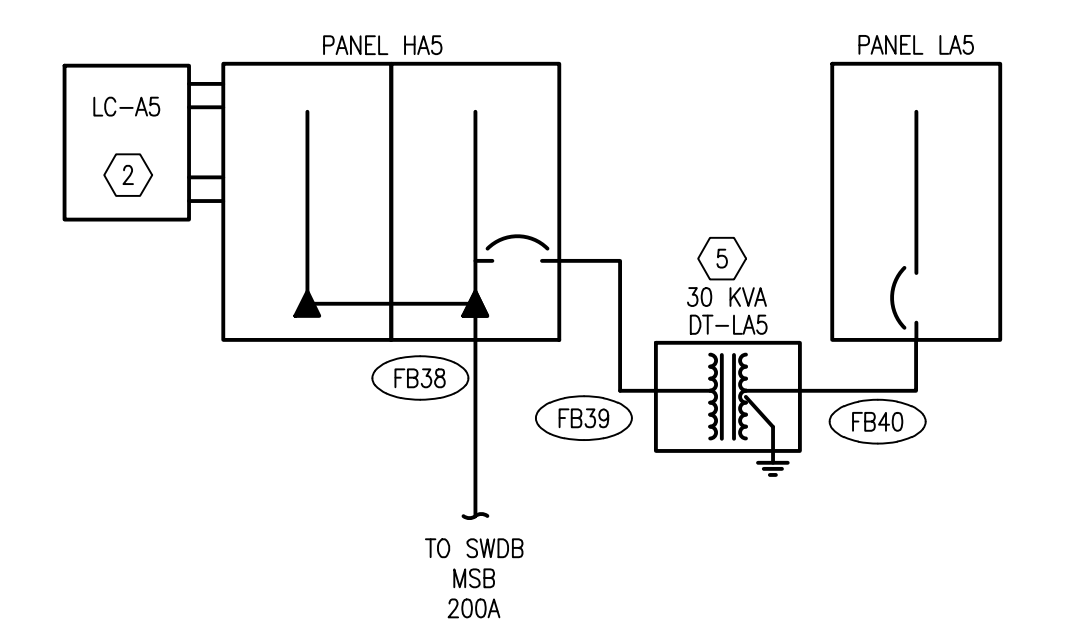 PANEL HA5
PANEL LA5
LC-A5
2
5
30 KVA
DT-LA5
FB38
FB39
FB40
TO SWDB
MSB
200A